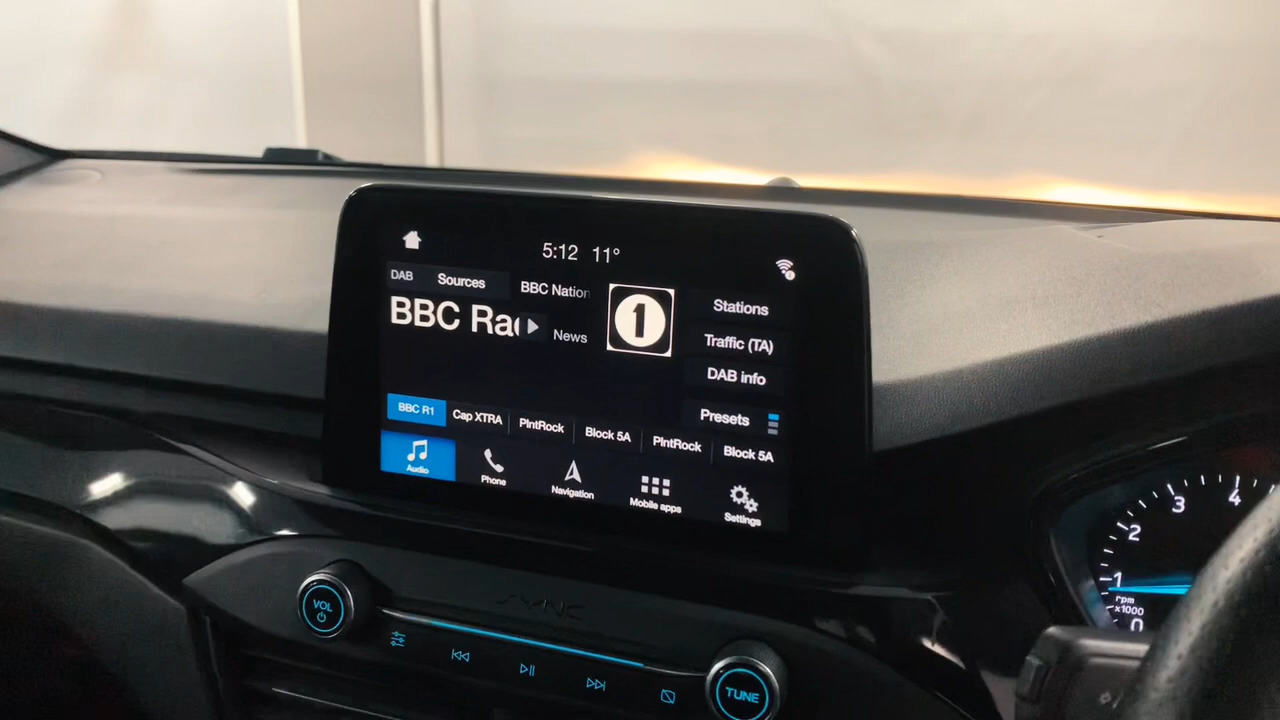 5:12 11°
DAB Sources BBC Nation
1
Stations
BBC Rad
News
Traffic (TA)
DAB info
Presets
BBC R1 Cap XTRA PlntRock Block 5A PlntRock Block 5A
Audio Phone Navigation Mobile apps Settings
SYNC
VOL
TUNE
4
3
2
1
rpm
x1000
0